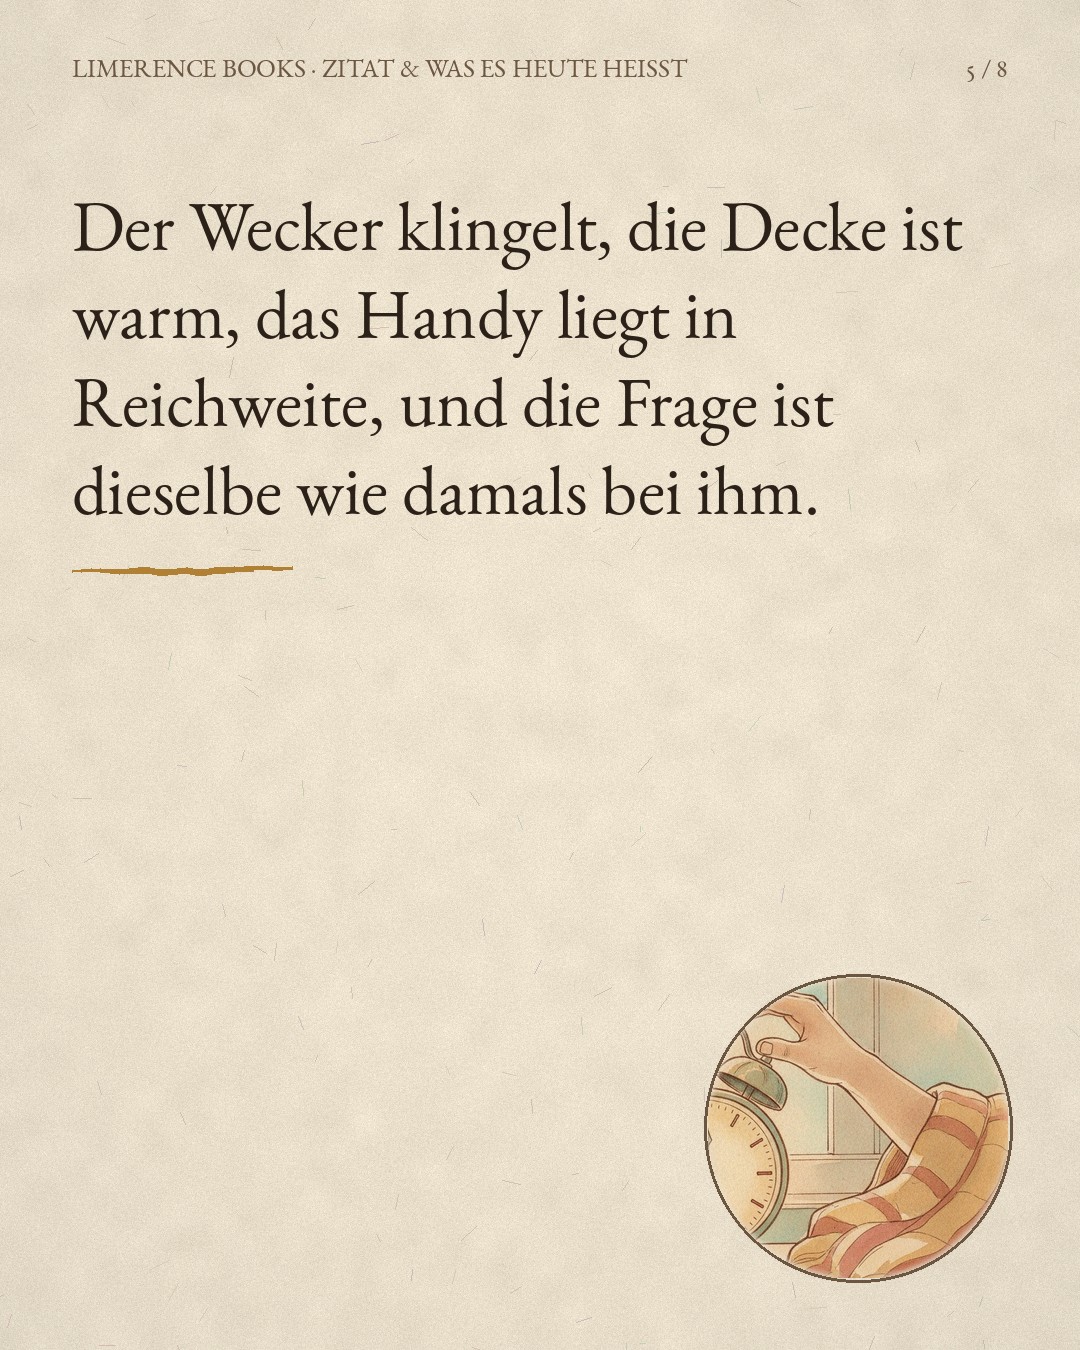 LIMERENCE BOOKS · ZITAT & WAS ES HEUTE HEISST
5 / 8
Der Wecker klingelt, die Decke ist
warm, das Handy liegt in
Reichweite, und die Frage ist
dieselbe wie damals bei ihm.